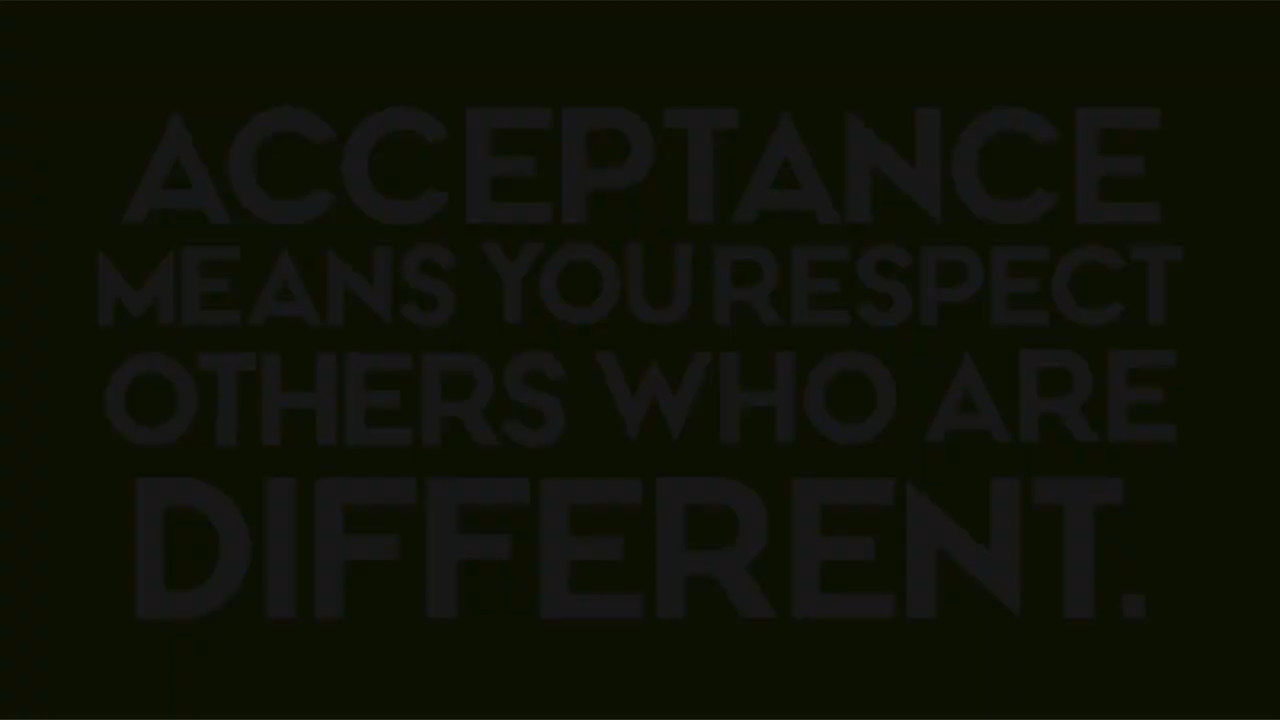 ACCEPTANCE
MEANS YOU RESPECT
OTHERS WHO ARE
DIFFERENT.